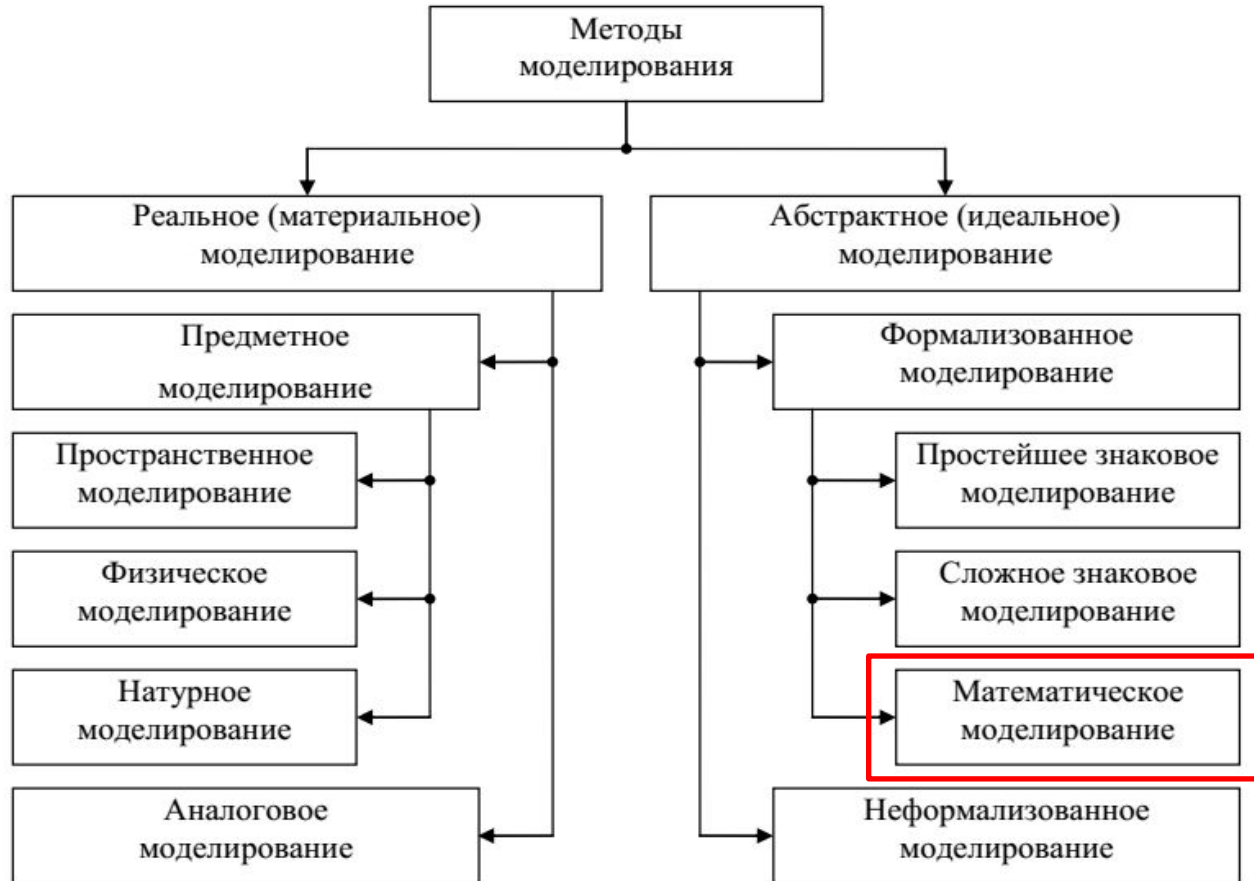 Методы
моделирования
Реальное (материальное)
моделирование
Абстрактное (идеальное)
моделирование
Предметное
моделирование
Формализованное
моделирование
Пространственное
моделирование
Простейшее знаковое
моделирование
Физическое
моделирование
Сложное знаковое
моделирование
Натурное
моделирование
Математическое
моделирование
Аналоговое
моделирование
Неформализованное
моделирование